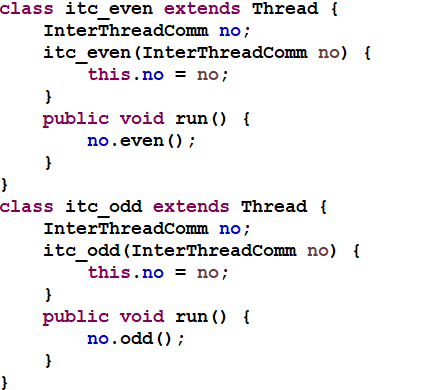 class itc_even extends Thread {
    InterThreadComm no;
    itc_even(InterThreadComm no) {
        this.no = no;
    }
    public void run() {
        no.even();
    }
}
class itc_odd extends Thread {
    InterThreadComm no;
    itc_odd(InterThreadComm no) {
        this.no = no;
    }
    public void run() {
        no.odd();
    }
}